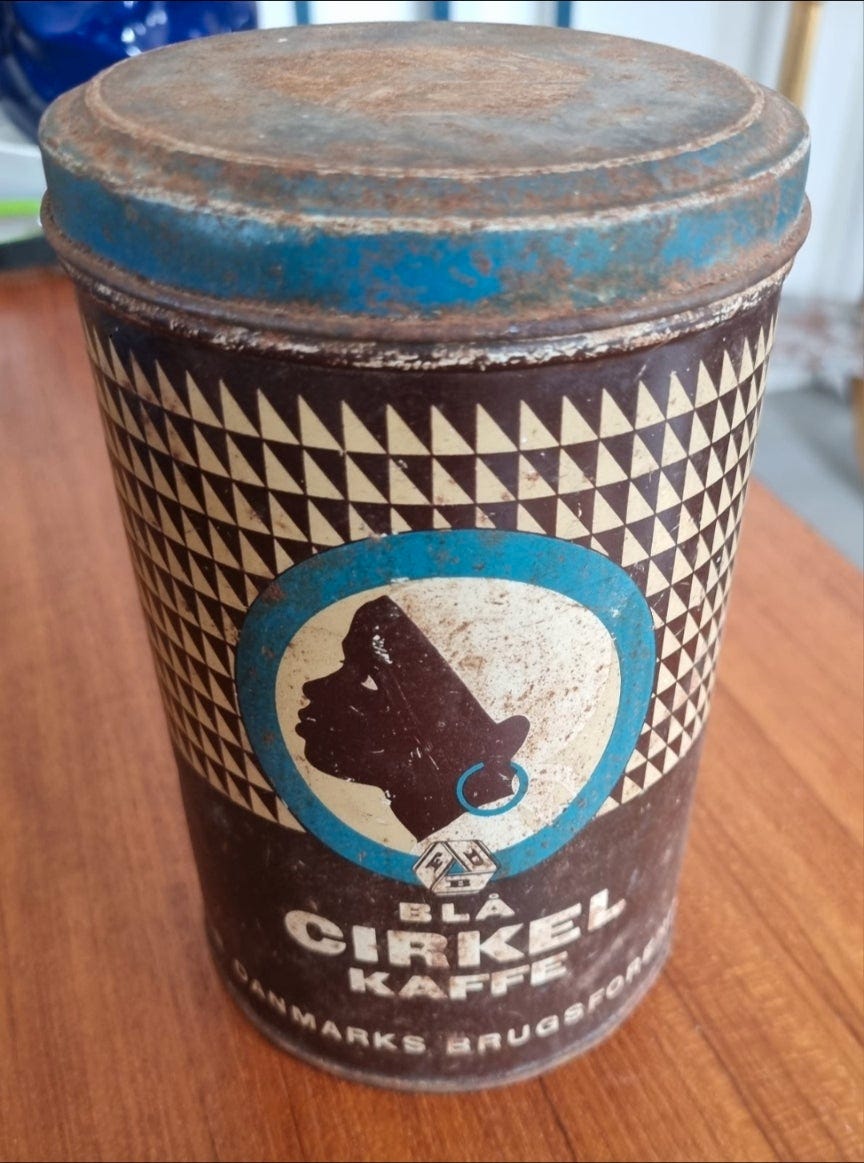 F H
B
BLÅ
CIRKEL
KAFFE
DANMARKS BRUGSFORE